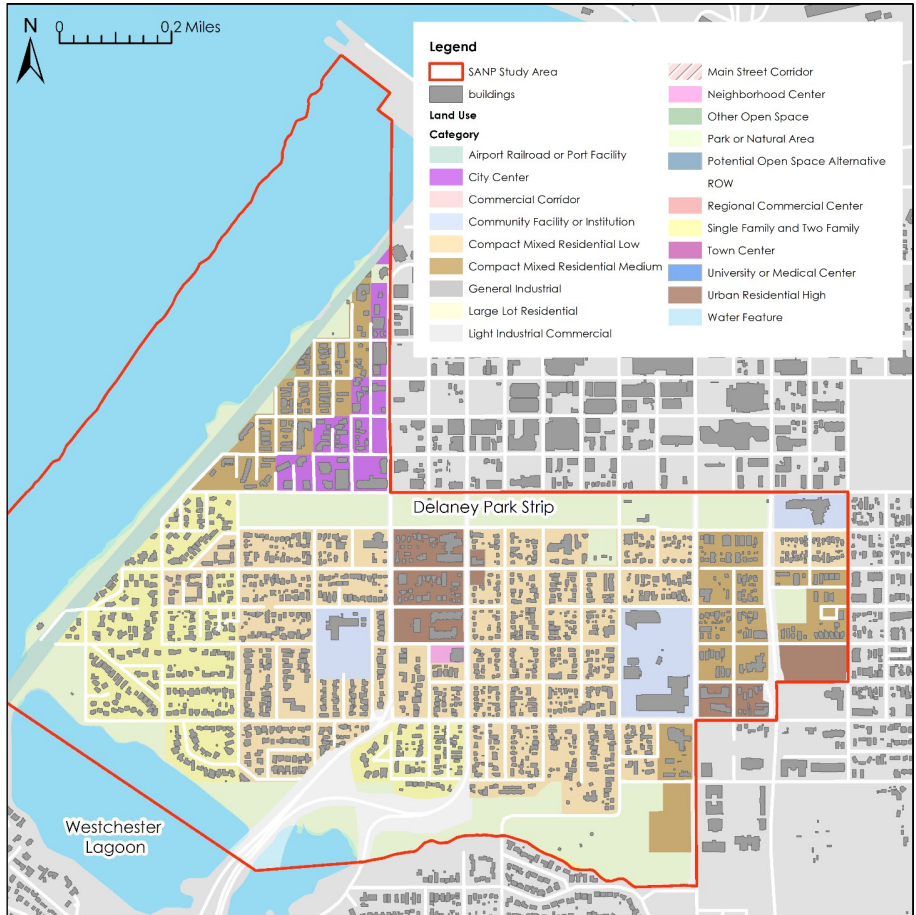 N
0
0.2 Miles
Legend
SANP Study Area
buildings
Land Use
Category
Airport Railroad or Port Facility
City Center
Commercial Corridor
Community Facility or Institution
Compact Mixed Residential Low
Compact Mixed Residential Medium
General Industrial
Large Lot Residential
Light Industrial Commercial
Main Street Corridor
Neighborhood Center
Other Open Space
Park or Natural Area
Potential Open Space Alternative
ROW
Regional Commercial Center
Single Family and Two Family
Town Center
University or Medical Center
Urban Residential High
Water Feature
Delaney Park Strip
Westchester
Lagoon